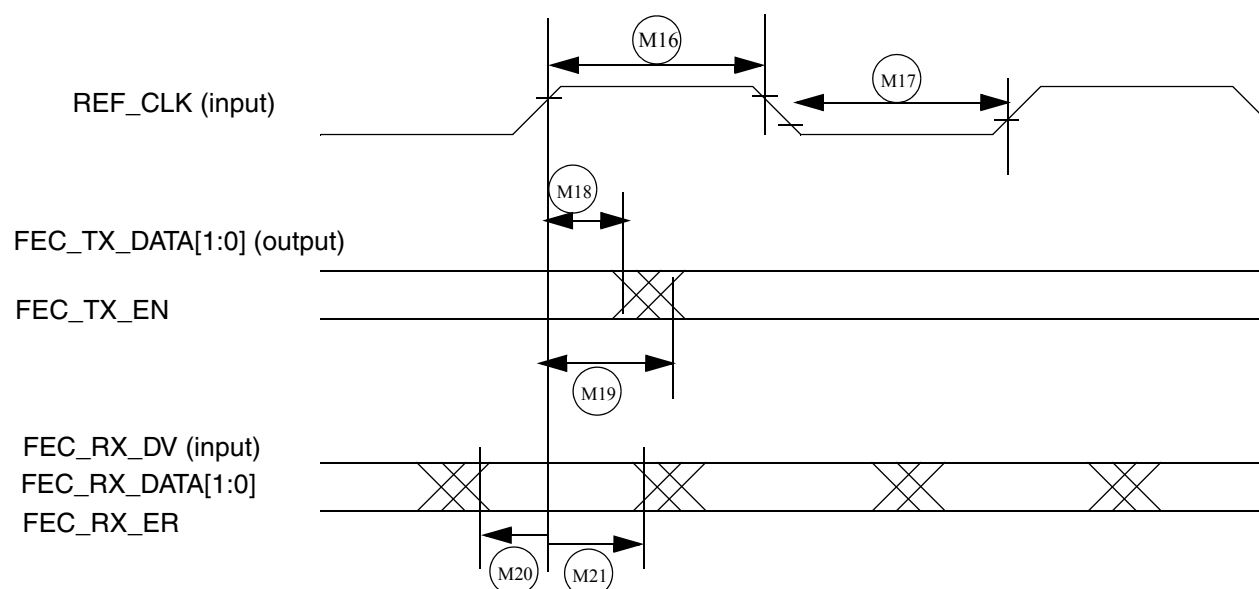 M16
M17
REF_CLK (input)
M18
FEC_TX_DATA[1:0] (output)
FEC_TX_EN
M19
FEC_RX_DV (input)
FEC_RX_DATA[1:0]
FEC_RX_ER
M20
M21